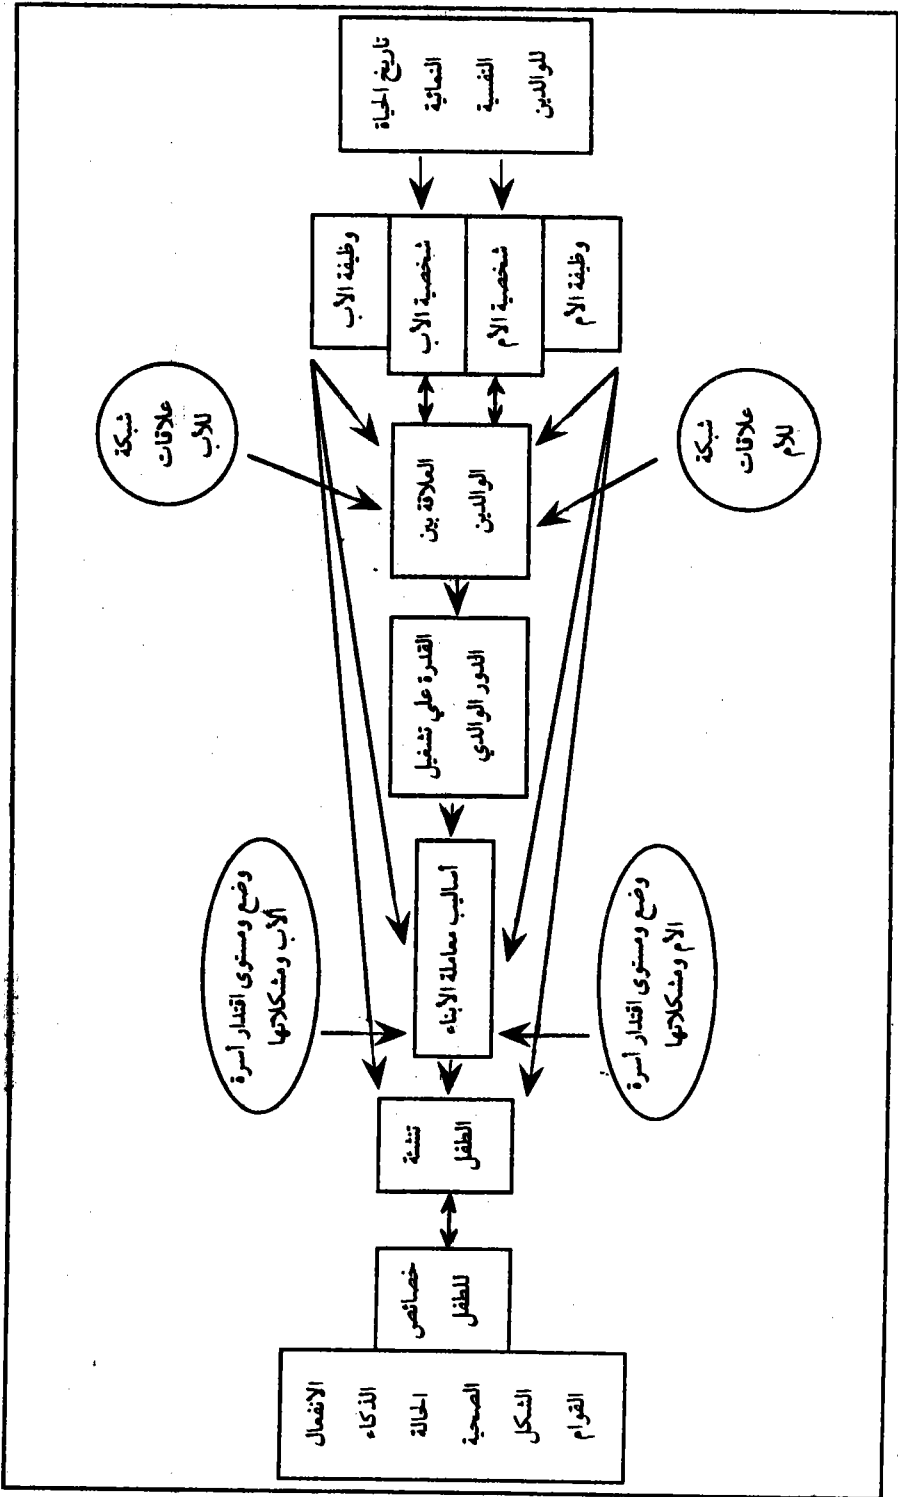 تاريخ الحياة
النمائية
النفسية
للوالدين
وظيفة الأب
شخصية الأب
شخصية الأم
وظيفة الأم
شبكة
علاقات
للأب
العلاقة بين
الوالدين
شبكة
علاقات
للأم
القدرة علي تشغيل
الدور الوالدي
وضع ومستوى اقتدار أسرة
الأب ومشكلاتها
أساليب معاملة الأبناء
وضع ومستوى اقتدار أسرة
الأم ومشكلاتها
تنشئة
الطفل
خصائص
للطفل
الانفعال
الذكاء
الحالة
الصحية
الشكل
القوام